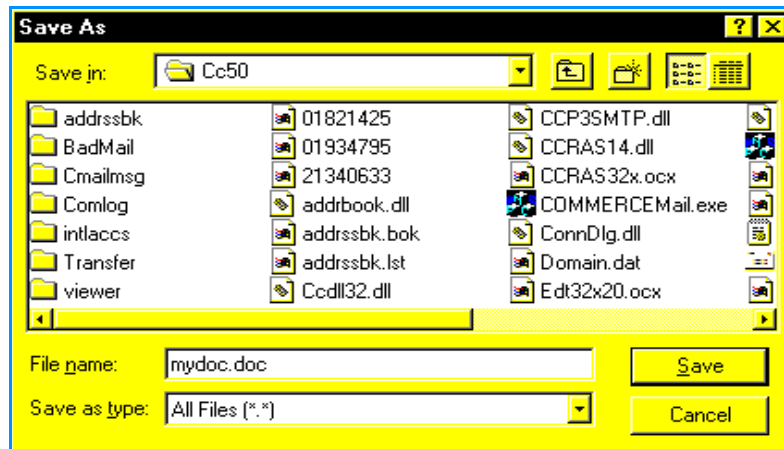 Save As
Save in: Cc50
addrssbk 01821425 CCP3SMTP.dll
BadMail 01934795 CCRAS14.dll
Cmailmsg 21340633 CCRAS32x.ocx
Comlog addrbook.dll COMMERCEMail.exe
intlaccs addrssbk.bok ConnDlg.dll
Transfer addrssbk.lst Domain.dat
viewer Ccdll32.dll Edt32x20.ocx
File name: mydoc.doc Save
Save as type: All Files (*.*) Cancel